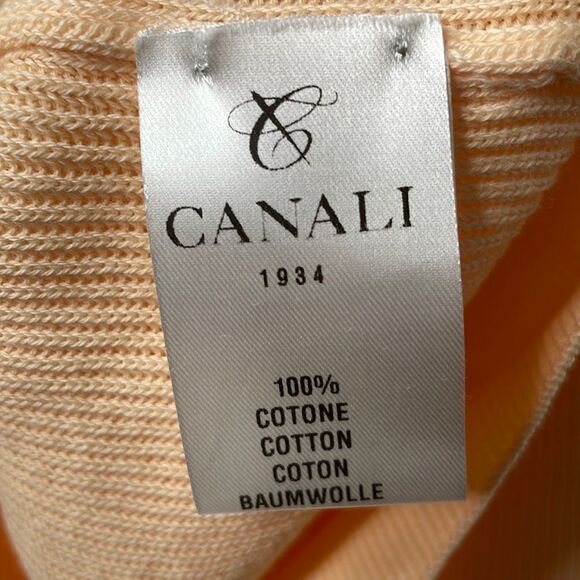 CANALI
1934
100%
COTONE
COTTON
COTON
BAUMWOLLE